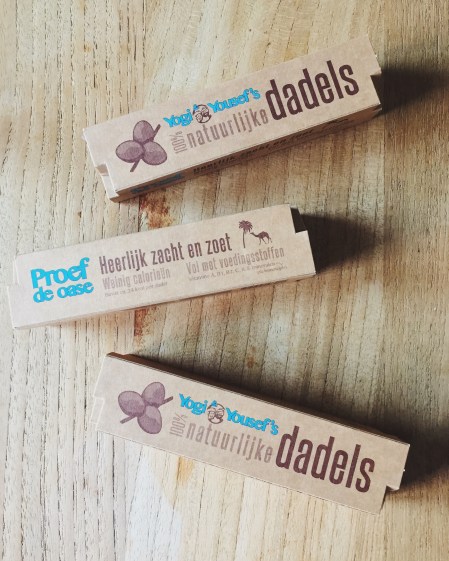 Yogi Yousef's
100% natuurlijke dadels
Proef de oase
Heerlijk zacht en zoet
Weinig calorieën
Vol met voedingsstoffen
Yogi Yousef's
100% natuurlijke dadels